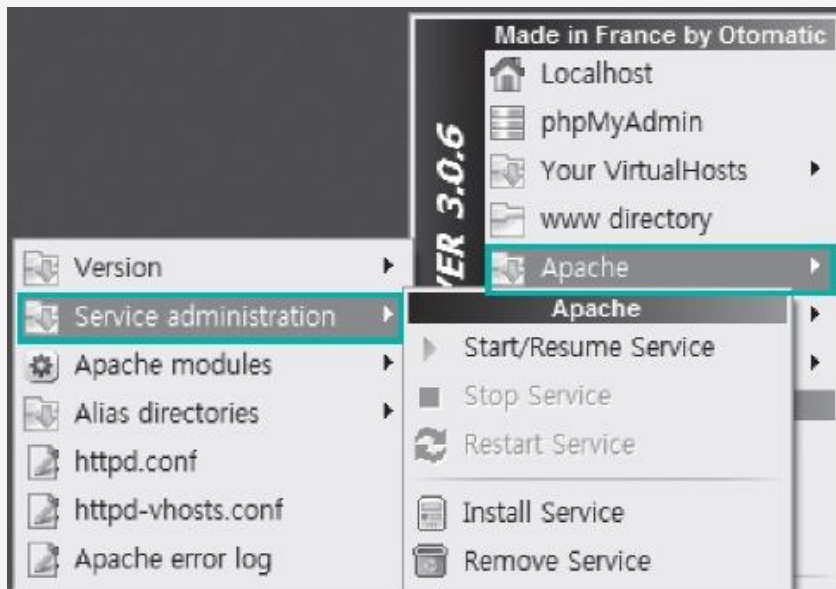 Made in France by Otomatic
VER 3.0.6
Localhost
phpMyAdmin
Your VirtualHosts
www directory
Apache
Version
Service administration
Apache modules
Alias directories
httpd.conf
httpd-vhosts.conf
Apache error log
Apache
Start/Resume Service
Stop Service
Restart Service
Install Service
Remove Service